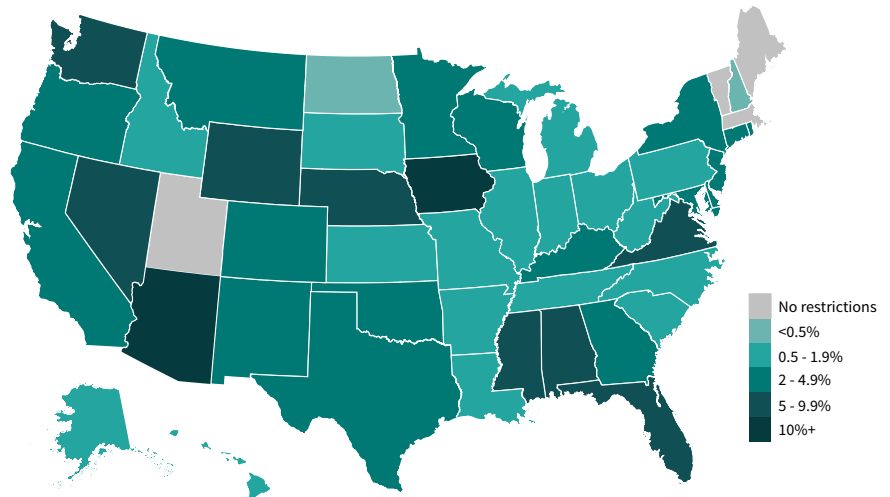 No restrictions
<0.5%
0.5 - 1.9%
2 - 4.9%
5 - 9.9%
10%+